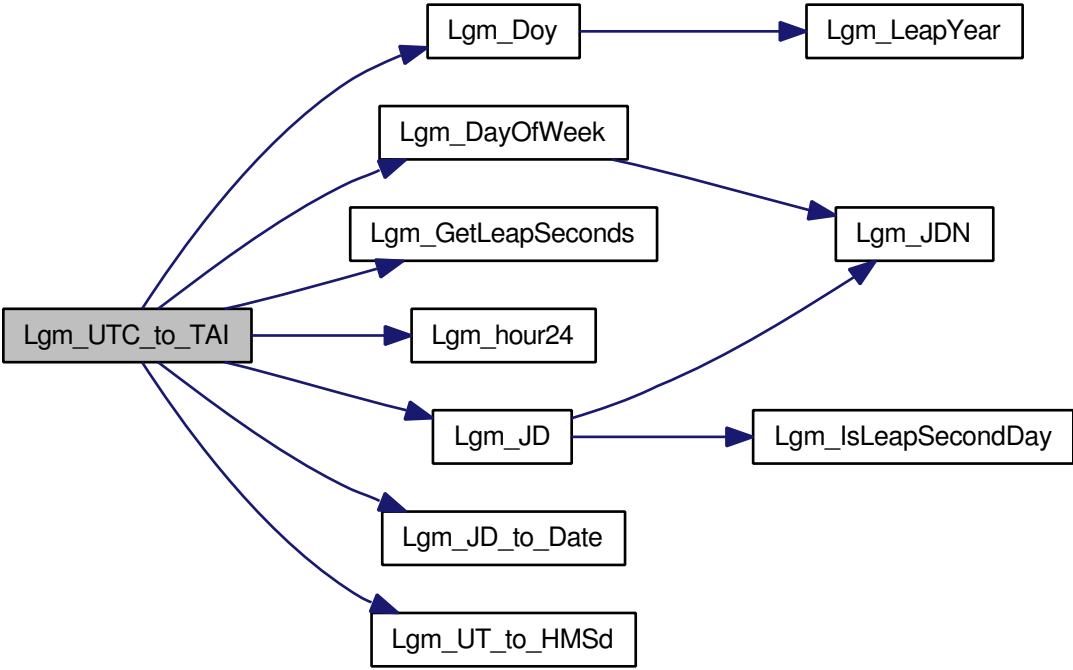 Lgm_Doy
Lgm_LeapYear
Lgm_DayOfWeek
Lgm_GetLeapSeconds
Lgm_JDN
Lgm_UTC_to_TAI
Lgm_hour24
Lgm_JD
Lgm_IsLeapSecondDay
Lgm_JD_to_Date
Lgm_UT_to_HMSd